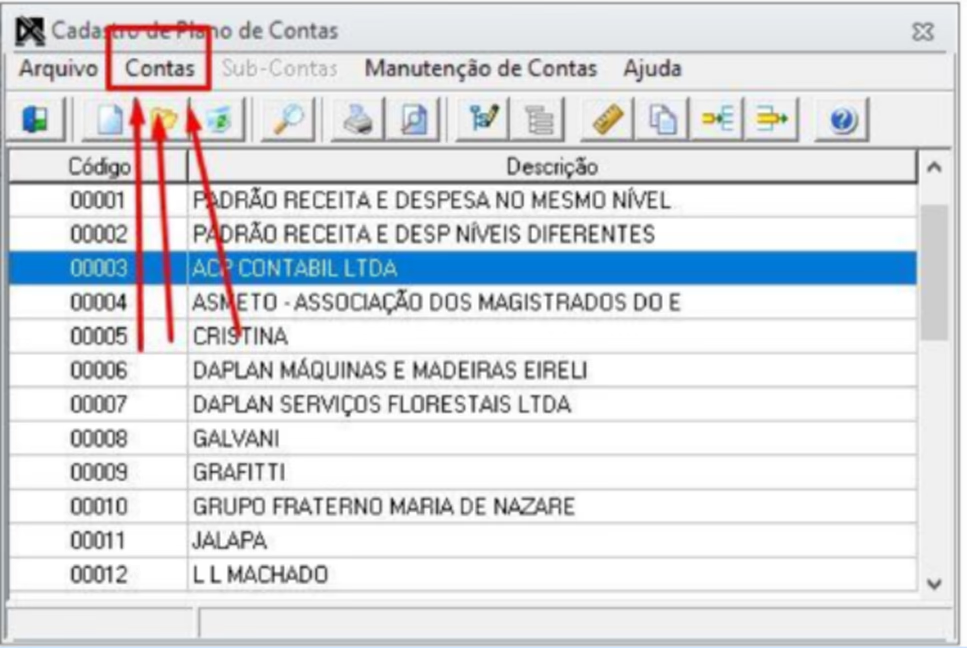 Cadastro de Plano de Contas
Arquivo Contas Sub-Contas Manutenção de Contas Ajuda
Código Descrição
00001 PADRÃO RECEITA E DESPESA NO MESMO NÍVEL
00002 PADRÃO RECEITA E DESP NÍVEIS DIFERENTES
00003 ACP CONTABIL LTDA
00004 ASMETO - ASSOCIAÇÃO DOS MAGISTRADOS DO E
00005 CRISTINA
00006 DAPLAN MÁQUINAS E MADEIRAS EIRELI
00007 DAPLAN SERVIÇOS FLORESTAIS LTDA
00008 GALVANI
00009 GRAFITTI
00010 GRUPO FRATERNO MARIA DE NAZARE
00011 JALAPA
00012 L L MACHADO